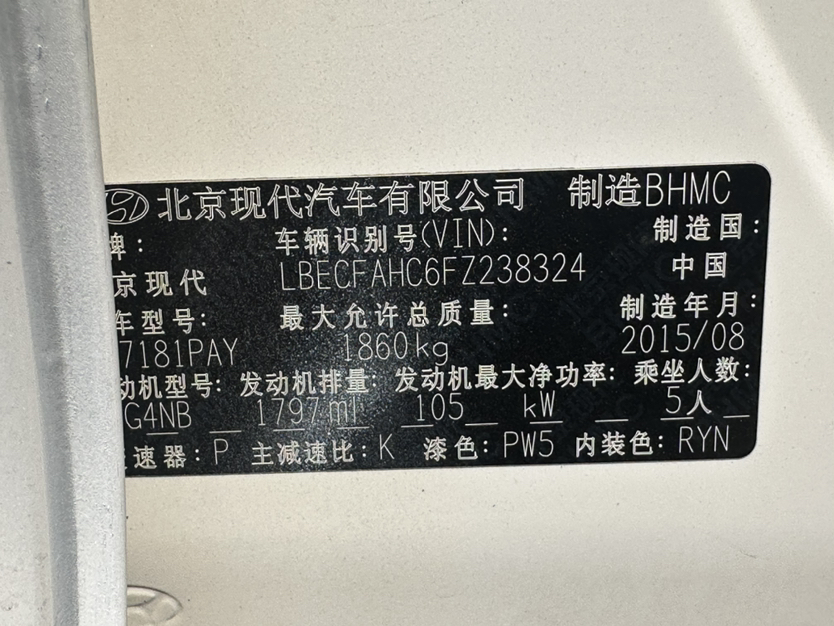 北京现代汽车有限公司 制造BHMC
牌: 车辆识别号(VIN): 制造国:
京现代 LBECFAHC6FZ238324 中国
车型号: 最大允许总质量: 制造年月:
7181PAY 1860kg 2015/08
动机型号: 发动机排量: 发动机最大净功率: 乘坐人数:
G4NB 1797ml 105 kW 5人
速器: P 主减速比: K 漆色: PW5 内装色: RYN